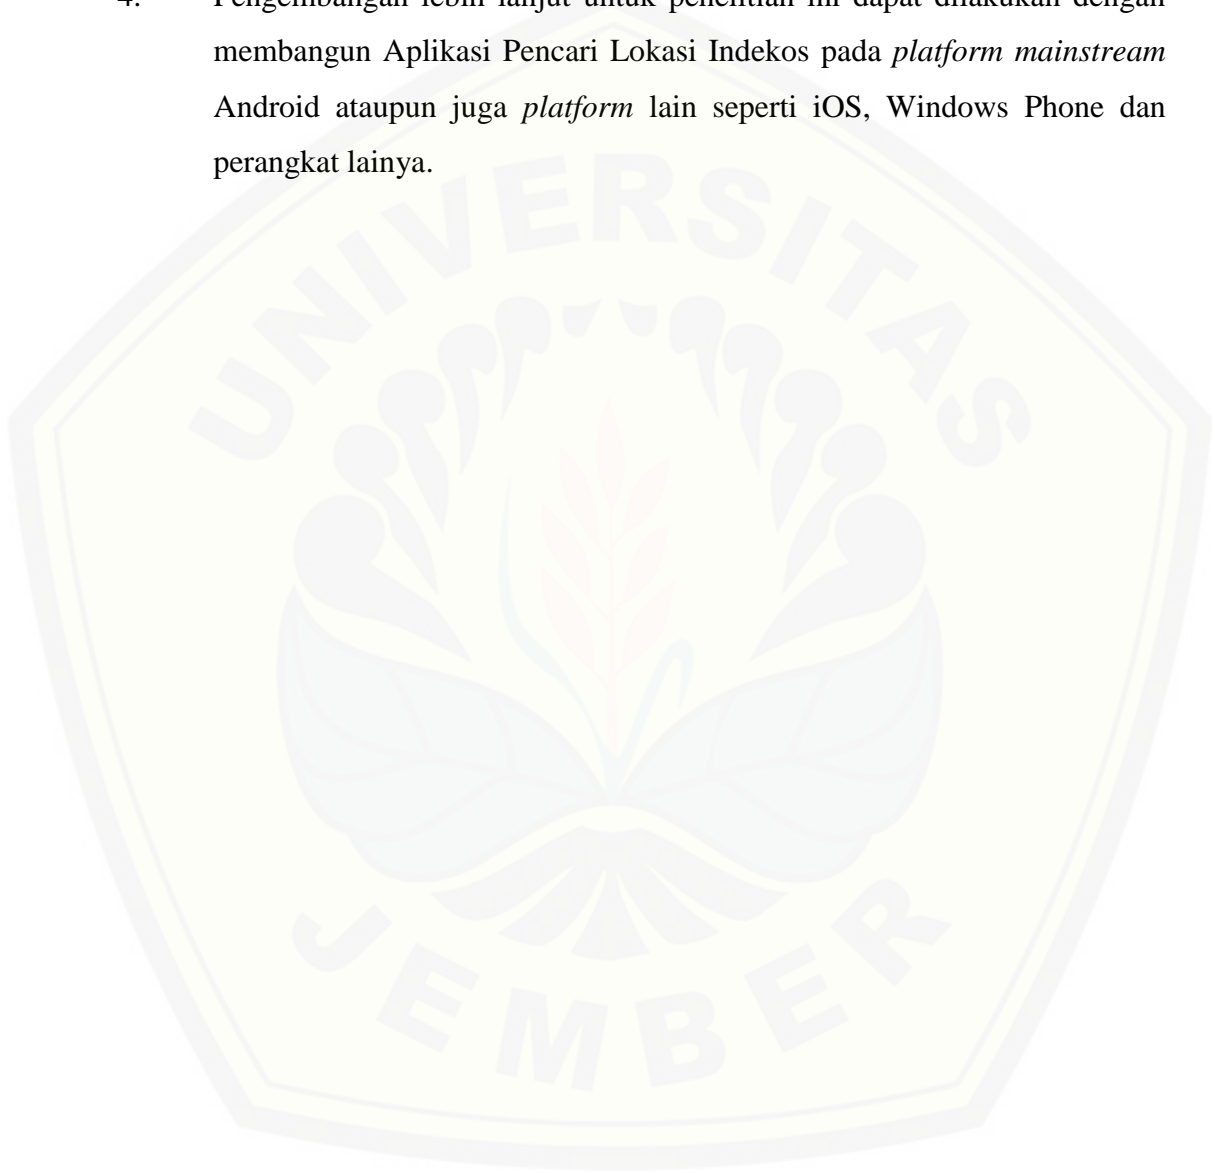 4. Pengembangan lebih lanjut untuk penelitian ini dapat dilakukan dengan
membangun Aplikasi Pencari Lokasi Indekos pada platform mainstream
Android ataupun juga platform lain seperti iOS, Windows Phone dan
perangkat lainya.
UNIVERSITAS
JEMBER